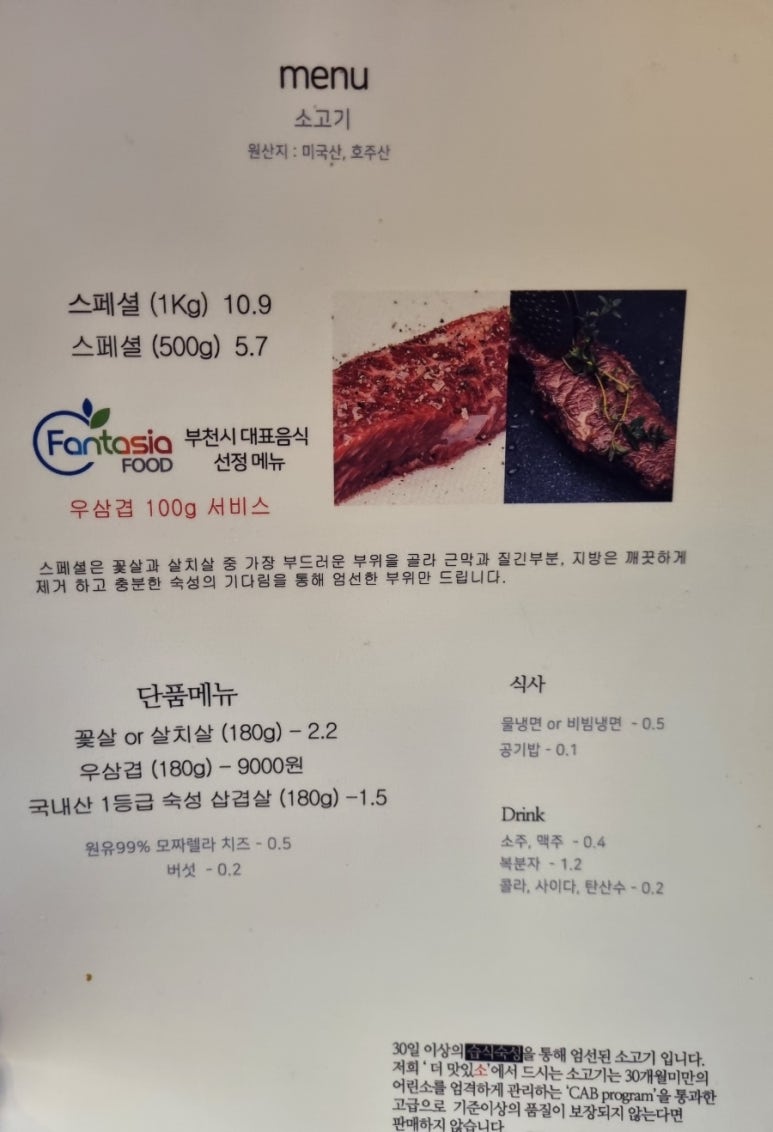 menu
소고기
원산지 : 미국산, 호주산
스페셜 (1Kg) 10.9
스페셜 (500g) 5.7
Fantasia
FOOD
부천시 대표음식
선정 메뉴
우삼겹 100g 서비스
스페셜은 꽃살과 살치살 중 가장 부드러운 부위을 골라 근막과 질긴부분, 지방은 깨끗하게
제거 하고 충분한 숙성의 기다림을 통해 엄선한 부위만 드립니다.
단품메뉴
꽃살 or 살치살 (180g) - 2.2
우삼겹 (180g) - 9000원
국내산 1등급 숙성 삽겹살 (180g) -1.5
원유99% 모짜렐라 치즈 - 0.5
버섯 - 0.2
식사
물냉면 or 비빔냉면 - 0.5
공기밥 - 0.1
Drink
소주, 맥주 - 0.4
복분자 - 1.2
콜라, 사이다, 탄산수 - 0.2
30일 이상의 습식숙성을 통해 엄선된 소고기 입니다.
저희 ' 더 맛있소'에서 드시는 소고기는 30개월미만의
어린소를 엄격하게 관리하는 'CAB program'을 통과한
고급으로 기준이상의 품질이 보장되지 않는다면
판매하지 않습니다